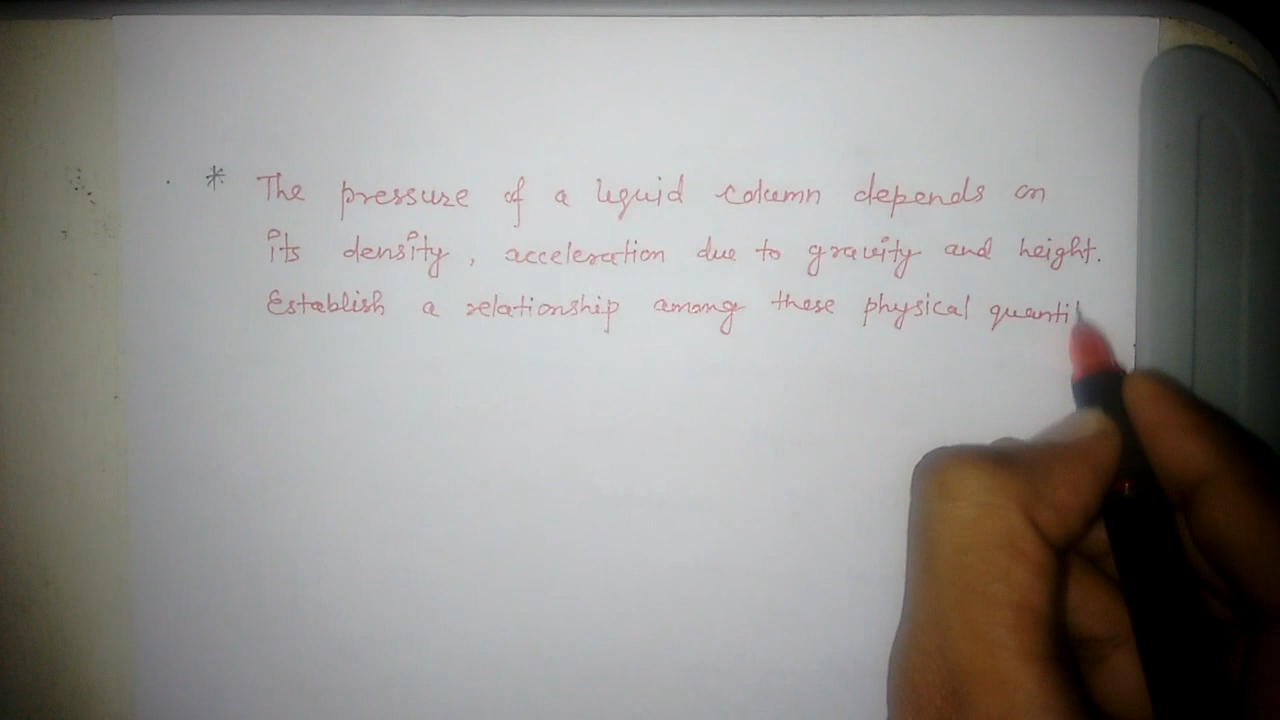 * The pressure of a liquid column depends on
its density, acceleration due to gravity and height.
Establish a relationship among these physical quanti